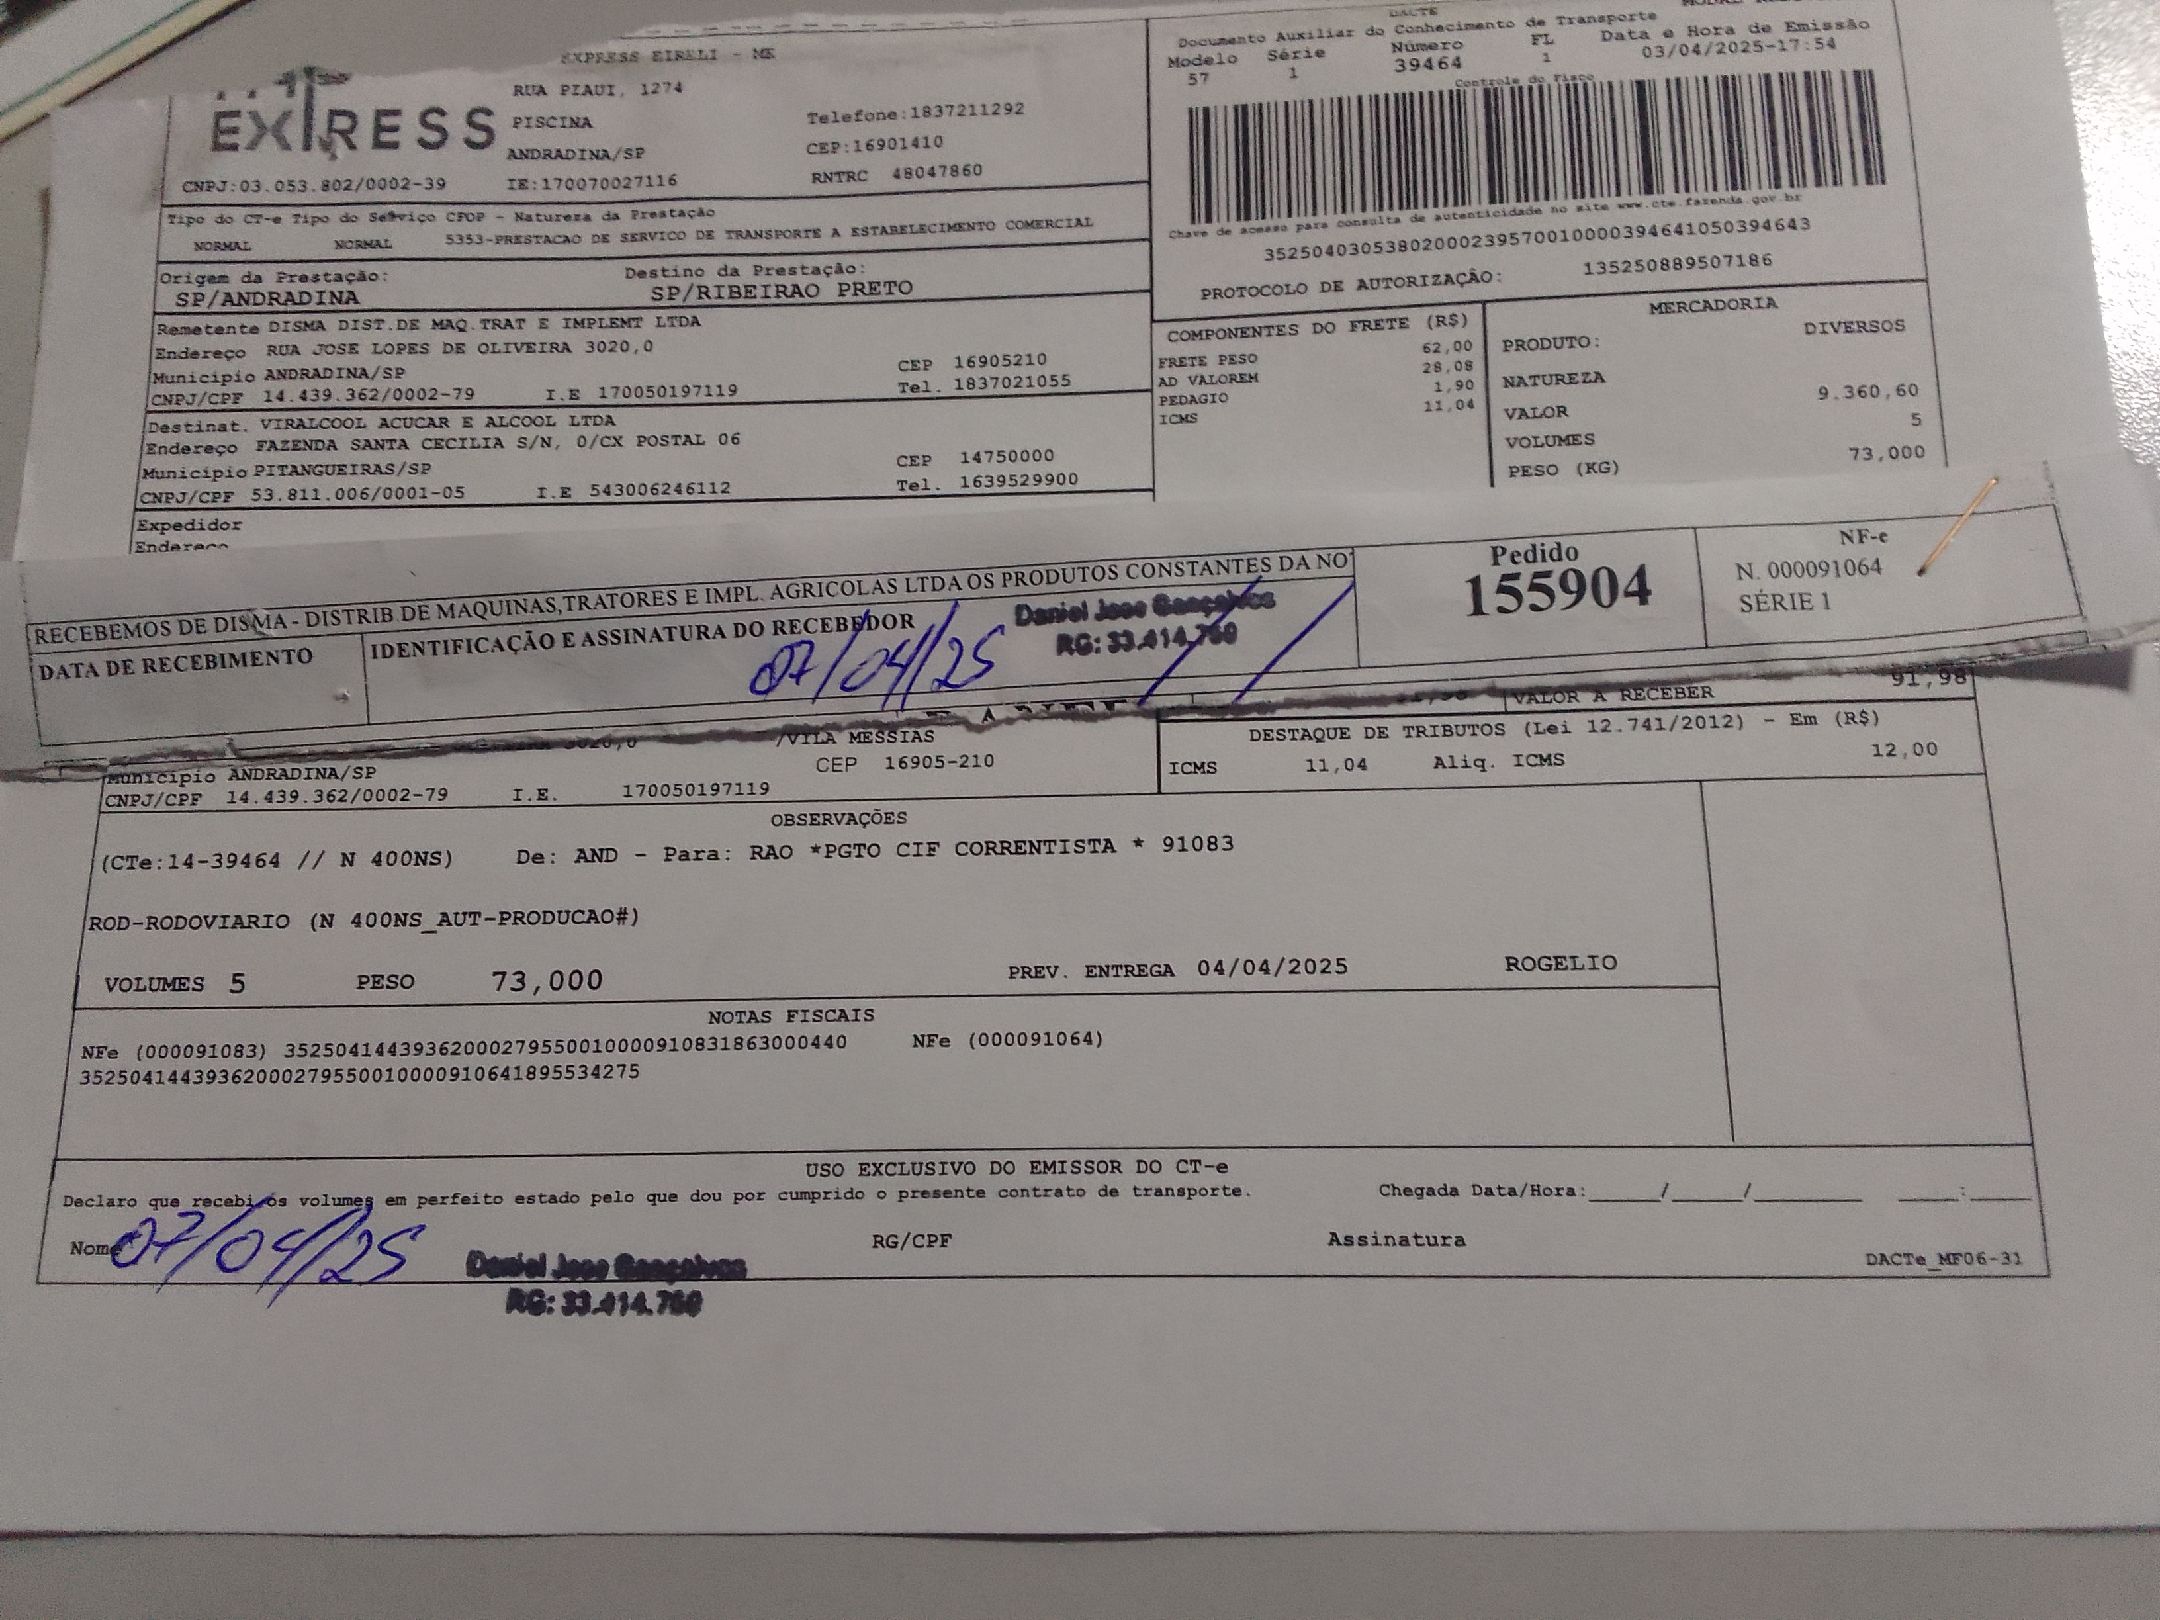 DACTE
EXPRESS EIRELI - ME
Documento Auxiliar do Conhecimento de Transporte
Modelo Série Número FL Data e Hora de Emissão
57 1 39464 1 03/04/2025-17:54
Controle do Fisco
EXPRESS
RUA PIAUI, 1274
PISCINA Telefone:1837211292
ANDRADINA/SP CEP:16901410
CNPJ:03.053.802/0002-39 IE:170070027116 RNTRC 48047860
Chave de acesso para consulta de autenticidade no site www.cte.fazenda.gov.br
35250403053802000239570010000394641050394643
PROTOCOLO DE AUTORIZAÇÃO: 135250889507186
Tipo do CT-e Tipo do Serviço CFOP - Natureza da Prestação
NORMAL NORMAL 5353-PRESTACAO DE SERVICO DE TRANSPORTE A ESTABELECIMENTO COMERCIAL
Origem da Prestação: Destino da Prestação:
SP/ANDRADINA SP/RIBEIRAO PRETO
Remetente DISMA DIST.DE MAQ.TRAT E IMPLEMT LTDA
Endereço RUA JOSE LOPES DE OLIVEIRA 3020,0
Municipio ANDRADINA/SP CEP 16905210
CNPJ/CPF 14.439.362/0002-79 I.E 170050197119 Tel. 1837021055
Destinat. VIRALCOOL ACUCAR E ALCOOL LTDA
Endereço FAZENDA SANTA CECILIA S/N, 0/CX POSTAL 06
Municipio PITANGUEIRAS/SP CEP 14750000
CNPJ/CPF 53.811.006/0001-05 I.E 543006246112 Tel. 1639529900
Expedidor
Endereço
COMPONENTES DO FRETE (R$)
FRETE PESO 62,00
AD VALOREM 28,08
PEDAGIO 1,90
ICMS 11,04
MERCADORIA
PRODUTO: DIVERSOS
NATUREZA
VALOR 9.360,60
VOLUMES 5
PESO (KG) 73,000
RECEBEMOS DE DISMA - DISTRIB DE MAQUINAS,TRATORES E IMPL. AGRICOLAS LTDA OS PRODUTOS CONSTANTES DA NO
DATA DE RECEBIMENTO IDENTIFICAÇÃO E ASSINATURA DO RECEBEDOR
07/04/25
Daniel Jose Gonçalves
RG: 33.414.760
Pedido
155904
NF-e
N. 000091064
SÉRIE 1
VALOR A RECEBER 91,98
3020,0 /VILA MESSIAS
Municipio ANDRADINA/SP CEP 16905-210
CNPJ/CPF 14.439.362/0002-79 I.E. 170050197119
DESTAQUE DE TRIBUTOS (Lei 12.741/2012) - Em (R$)
ICMS 11,04 Aliq. ICMS 12,00
OBSERVAÇÕES
(CTe:14-39464 // N 400NS) De: AND - Para: RAO *PGTO CIF CORRENTISTA * 91083
ROD-RODOVIARIO (N 400NS_AUT-PRODUCAO#)
VOLUMES 5 PESO 73,000 PREV. ENTREGA 04/04/2025 ROGELIO
NOTAS FISCAIS
NFe (000091083) 35250414439362000279550010000910831863000440 NFe (000091064)
35250414439362000279550010000910641895534275
USO EXCLUSIVO DO EMISSOR DO CT-e
Declaro que recebi os volumes em perfeito estado pelo que dou por cumprido o presente contrato de transporte. Chegada Data/Hora:_____/_____/_________ _____:_____
Nome 07/04/25 RG/CPF Assinatura
Daniel Jose Gonçalves
RG: 33.414.760
DACTe_MF06-31